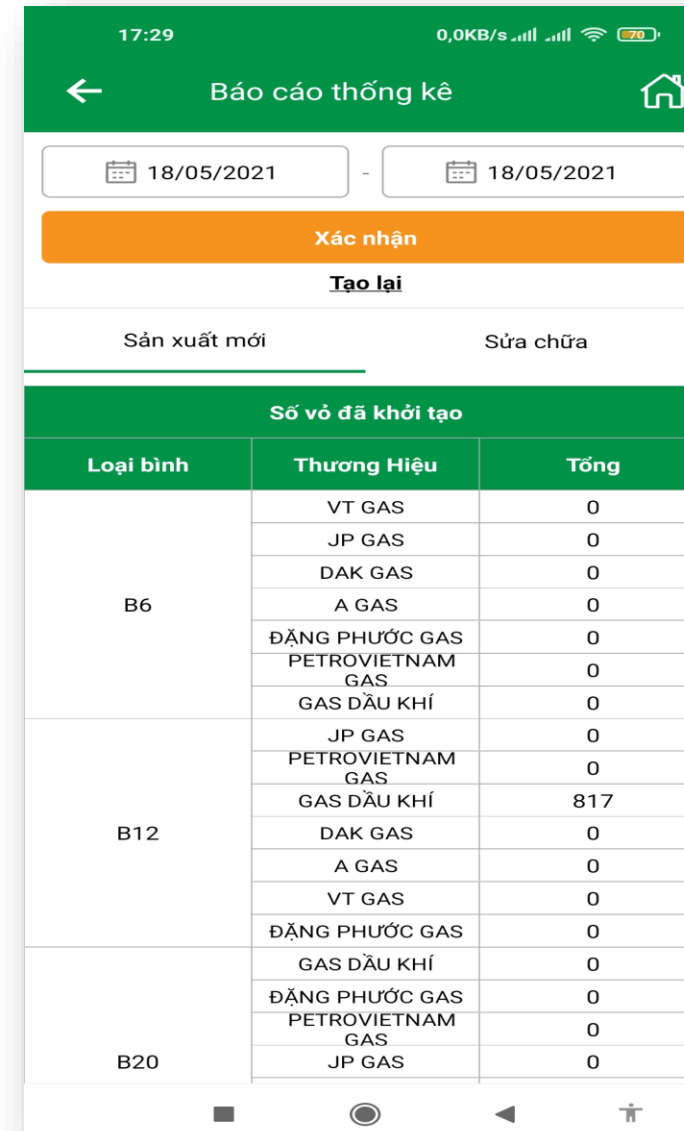 17:29 0,0KB/s 70
Báo cáo thống kê
18/05/2021 - 18/05/2021
Xác nhận
Tạo lại
Sản xuất mới Sửa chữa
Số vỏ đã khởi tạo
Loại bình Thương Hiệu Tổng
VT GAS 0
JP GAS 0
DAK GAS 0
B6 A GAS 0
ĐẶNG PHƯỚC GAS 0
PETROVIETNAM
GAS 0
GAS DẦU KHÍ 0
JP GAS 0
PETROVIETNAM
GAS 0
GAS DẦU KHÍ 817
B12 DAK GAS 0
A GAS 0
VT GAS 0
ĐẶNG PHƯỚC GAS 0
GAS DẦU KHÍ 0
ĐẶNG PHƯỚC GAS 0
PETROVIETNAM
GAS 0
B20 JP GAS 0